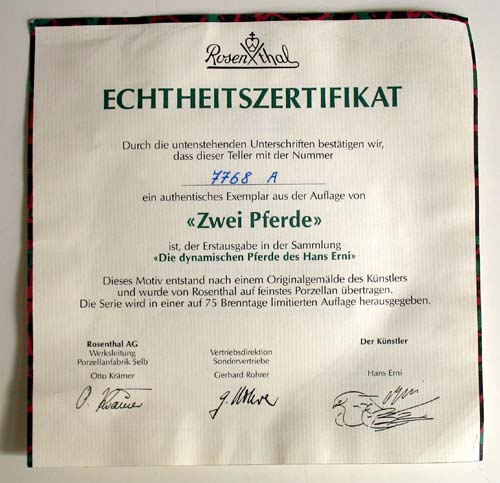 Rosenthal
ECHTHEITSZERTIFIKAT
Durch die untenstehenden Unterschriften bestätigen wir,
dass dieser Teller mit der Nummer
7768 A
ein authentisches Exemplar aus der Auflage von
«Zwei Pferde»
ist, der Erstausgabe in der Sammlung
«Die dynamischen Pferde des Hans Erni»
Dieses Motiv entstand nach einem Originalgemälde des Künstlers
und wurde von Rosenthal auf feinstes Porzellan übertragen.
Die Serie wird in einer auf 75 Brenntage limitierten Auflage herausgegeben.
Rosenthal AG
Werksleitung
Porzellanfabrik Selb
Otto Krämer
O. Krämer
Vertriebsdirektion
Sondervertriebe
Gerhard Rohrer
G. Rohrer
Der Künstler
Hans Erni
erni